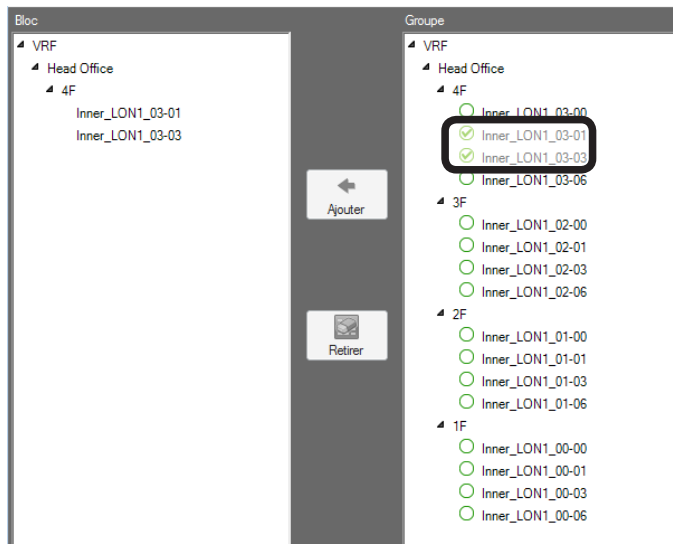 Bloc
VRF
Head Office
4F
Inner_LON1_03-01
Inner_LON1_03-03
Ajouter
Retirer
Groupe
VRF
Head Office
4F
Inner_LON1_03-00
Inner_LON1_03-01
Inner_LON1_03-03
Inner_LON1_03-06
3F
Inner_LON1_02-00
Inner_LON1_02-01
Inner_LON1_02-03
Inner_LON1_02-06
2F
Inner_LON1_01-00
Inner_LON1_01-01
Inner_LON1_01-03
Inner_LON1_01-06
1F
Inner_LON1_00-00
Inner_LON1_00-01
Inner_LON1_00-03
Inner_LON1_00-06